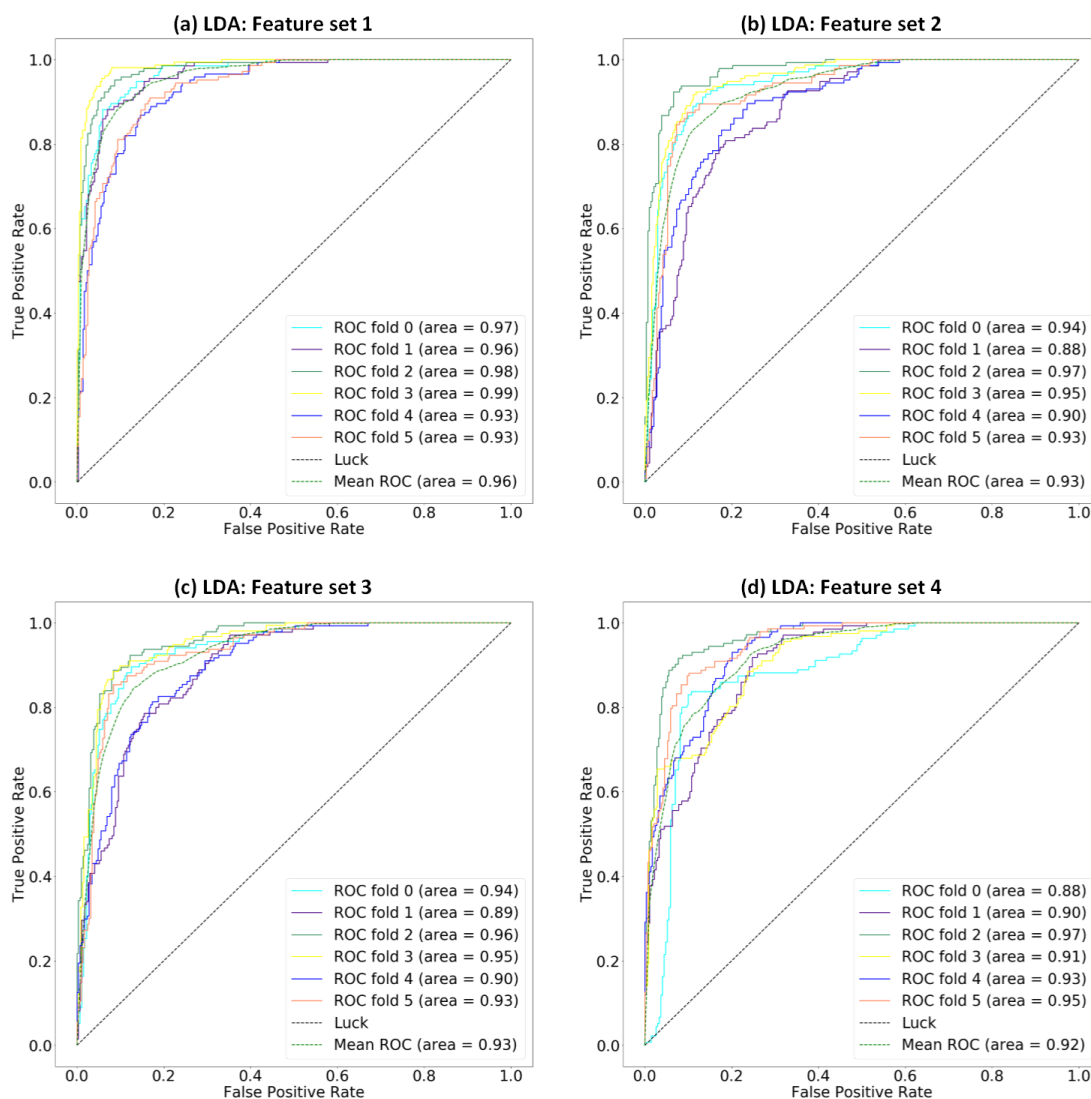 (a) LDA: Feature set 1
1.0
0.8
0.6
0.4
0.2
0.0
True Positive Rate
ROC fold 0 (area = 0.97)
ROC fold 1 (area = 0.96)
ROC fold 2 (area = 0.98)
ROC fold 3 (area = 0.99)
ROC fold 4 (area = 0.93)
ROC fold 5 (area = 0.93)
Luck
Mean ROC (area = 0.96)
0.0 0.2 0.4 0.6 0.8 1.0
False Positive Rate
(b) LDA: Feature set 2
1.0
0.8
0.6
0.4
0.2
0.0
True Positive Rate
ROC fold 0 (area = 0.94)
ROC fold 1 (area = 0.88)
ROC fold 2 (area = 0.97)
ROC fold 3 (area = 0.95)
ROC fold 4 (area = 0.90)
ROC fold 5 (area = 0.93)
Luck
Mean ROC (area = 0.93)
0.0 0.2 0.4 0.6 0.8 1.0
False Positive Rate
(c) LDA: Feature set 3
1.0
0.8
0.6
0.4
0.2
0.0
True Positive Rate
ROC fold 0 (area = 0.94)
ROC fold 1 (area = 0.89)
ROC fold 2 (area = 0.96)
ROC fold 3 (area = 0.95)
ROC fold 4 (area = 0.90)
ROC fold 5 (area = 0.93)
Luck
Mean ROC (area = 0.93)
0.0 0.2 0.4 0.6 0.8 1.0
False Positive Rate
(d) LDA: Feature set 4
1.0
0.8
0.6
0.4
0.2
0.0
True Positive Rate
ROC fold 0 (area = 0.88)
ROC fold 1 (area = 0.90)
ROC fold 2 (area = 0.97)
ROC fold 3 (area = 0.91)
ROC fold 4 (area = 0.93)
ROC fold 5 (area = 0.95)
Luck
Mean ROC (area = 0.92)
0.0 0.2 0.4 0.6 0.8 1.0
False Positive Rate